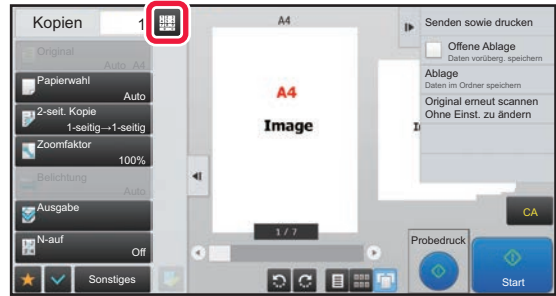 Kopien
1
Original
Auto A4
Papierwahl
Auto
2-seit. Kopie
1-seitig→1-seitig
Zoomfaktor
100%
Belichtung
Auto
Ausgabe
N-auf
Off
Sonstiges
A4
A4
Image
1 / 7
Senden sowie drucken
Offene Ablage
Daten vorüberg. speichern
Ablage
Daten im Ordner speichern
Original erneut scannen
Ohne Einst. zu ändern
CA
Probedruck
Start